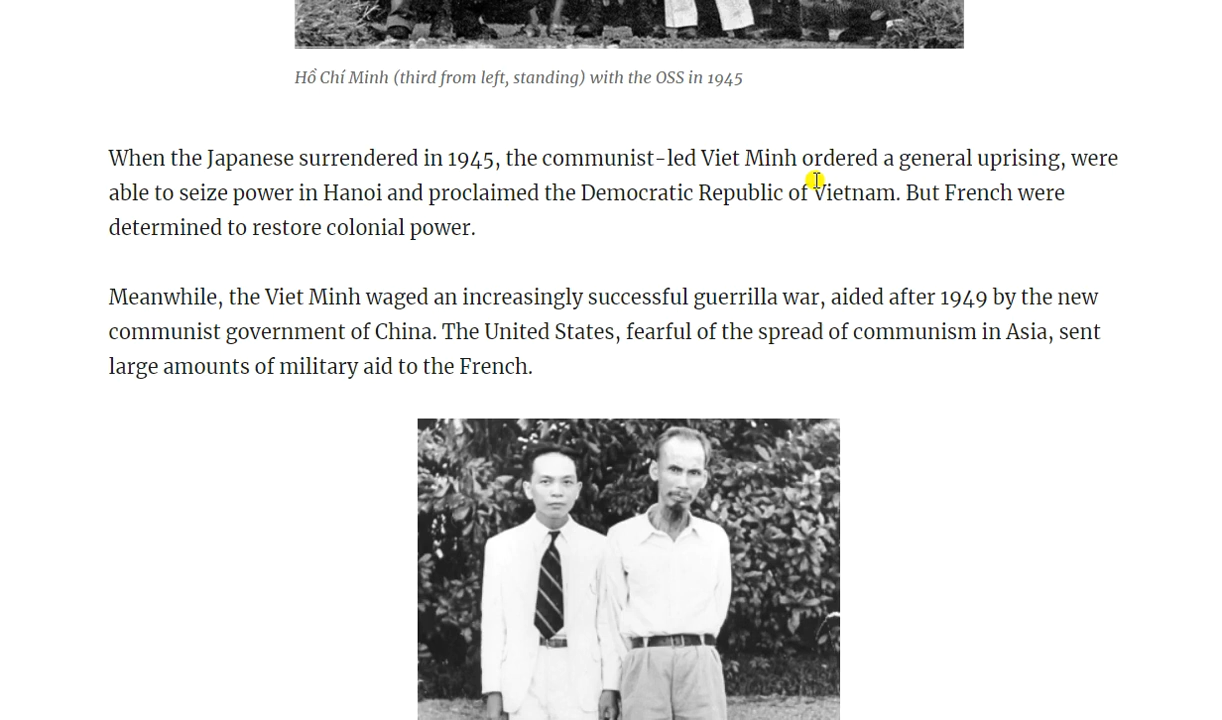 Hồ Chí Minh (third from left, standing) with the OSS in 1945
When the Japanese surrendered in 1945, the communist-led Viet Minh ordered a general uprising, were
able to seize power in Hanoi and proclaimed the Democratic Republic of Vietnam. But French were
determined to restore colonial power.
Meanwhile, the Viet Minh waged an increasingly successful guerrilla war, aided after 1949 by the new
communist government of China. The United States, fearful of the spread of communism in Asia, sent
large amounts of military aid to the French.